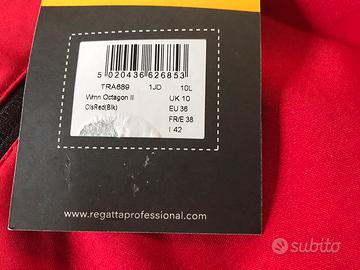 5 020436 626853
TRA689 1JD 10L
Wmn Octagon II UK 10
ClsRed(Blk) EU 36
FR/E 38
I 42
www.regattaprofessional.com
subito